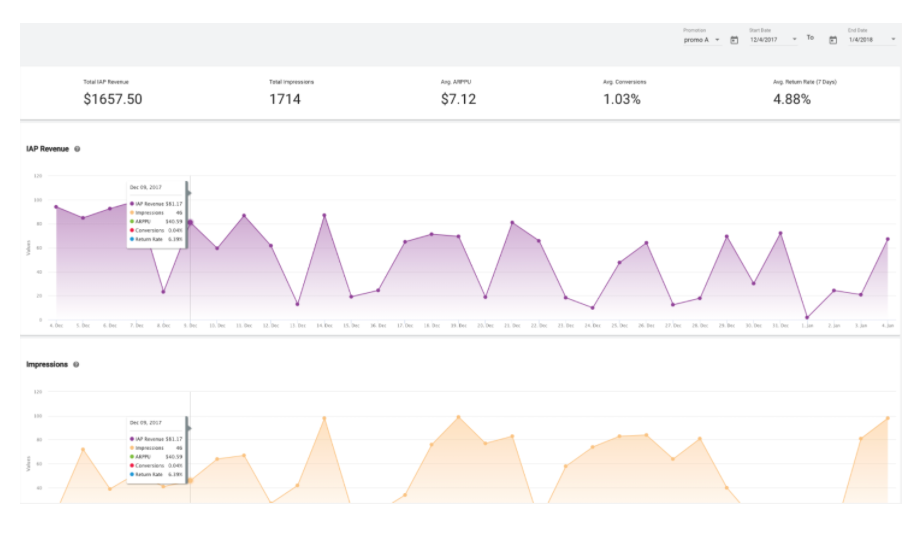 Promotion Start Date End Date
promo A 12/4/2017 To 1/4/2018
Total IAP Revenue Total Impressions Avg. ARPPU Avg. Conversions Avg. Return Rate (7 Days)
$1657.50 1714 $7.12 1.03% 4.88%
IAP Revenue
120
100
80
60
40
20
0
Values
Dec 09, 2017
IAP Revenue $81.17
Impressions 46
ARPPU $40.59
Conversions 0.04%
Return Rate 6.39%
4. Dec 5. Dec 6. Dec 7. Dec 8. Dec 9. Dec 10. Dec 11. Dec 12. Dec 13. Dec 14. Dec 15. Dec 16. Dec 17. Dec 18. Dec 19. Dec 20. Dec 21. Dec 22. Dec 23. Dec 24. Dec 25. Dec 26. Dec 27. Dec 28. Dec 29. Dec 30. Dec 31. Dec 1. Jan 2. Jan 3. Jan 4. Jan
Impressions
120
100
80
60
40
Values
Dec 09, 2017
IAP Revenue $81.17
Impressions 46
ARPPU $40.59
Conversions 0.04%
Return Rate 6.39%